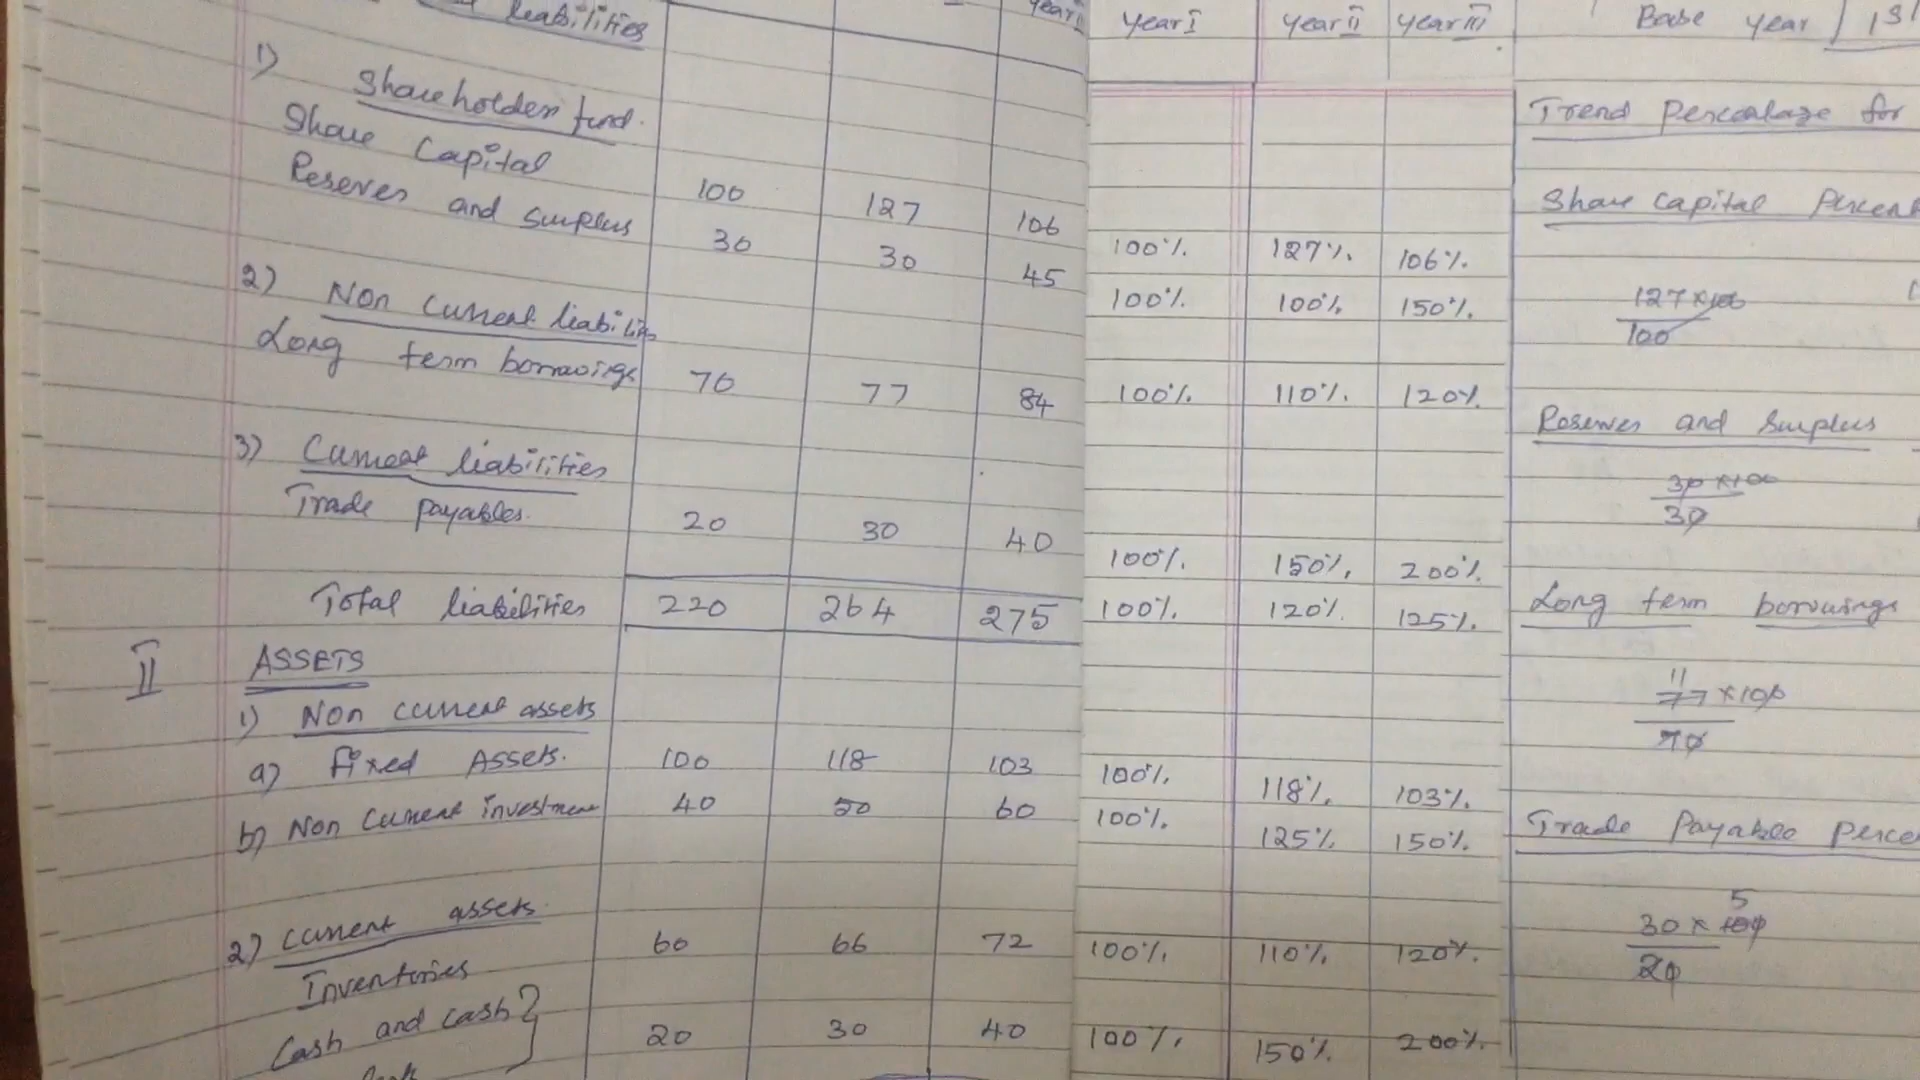 liabilities
Year I Year II Year III
Base year
1) Shareholders fund.
Share Capital 100 127 106 100% 127% 106%
Reserves and Surplus 30 30 45 100% 100% 150%
2) Non Current liabilities
Long term borrowings 70 77 84 100% 110% 120%
3) Current liabilities
Trade payables. 20 30 40 100% 150% 200%
Total liabilities 220 264 275 100% 120% 125%
II ASSETS
1) Non current assets
a) Fixed Assets. 100 118 103 100% 118% 103%
b) Non Current investment 40 50 60 100% 125% 150%
2) Current assets
Inventories 60 66 72 100% 110% 120%
Cash and cash } 20 30 40 100% 150% 200%
Trend Percentage for
Share capital
127 × 100
100
Reserves and Surplus
30 × 100
30
Long term borrowings
11
77 × 100
70
Trade Payable
5
30 × 100
20